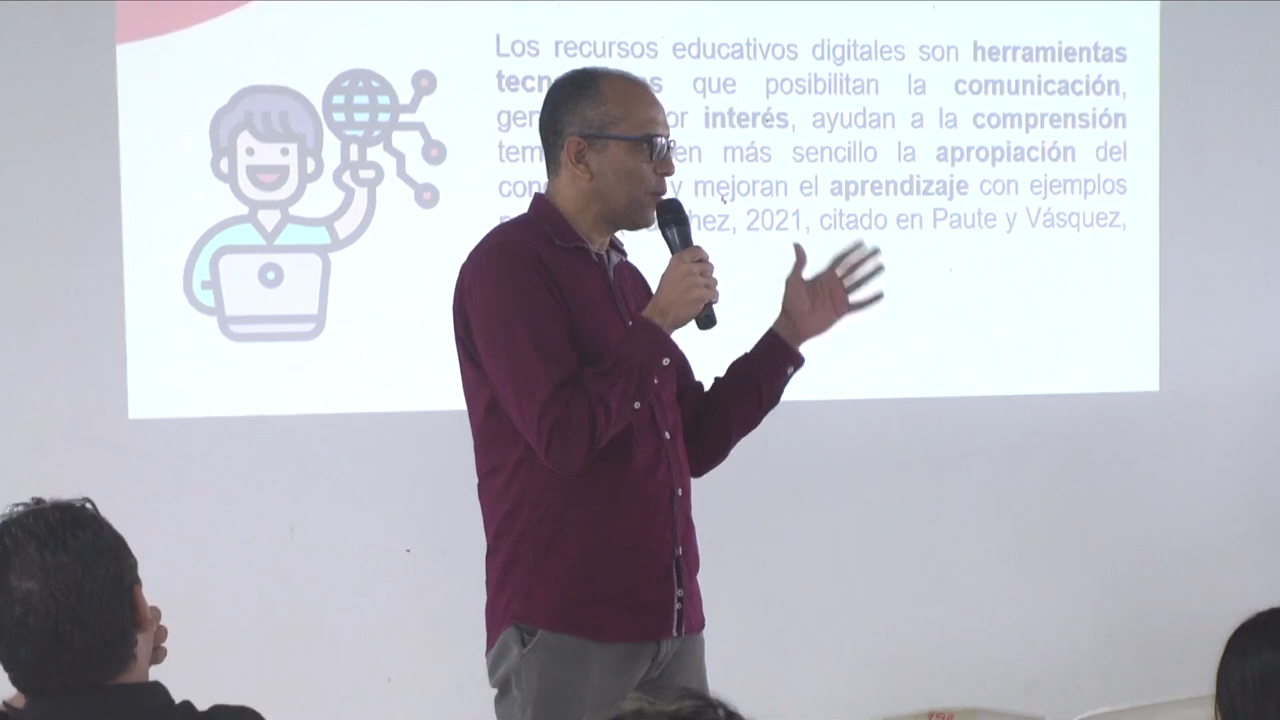 Los recursos educativos digitales son herramientas
que posibilitan la comunicación,
interés, ayudan a la comprensión
en más sencillo la apropiación del
y mejoran el aprendizaje con ejemplos
2021, citado en Paute y Vásquez,